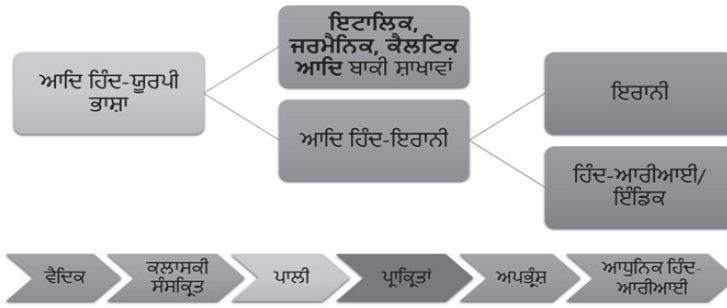 ਇਟਾਲਿਕ,
ਜਰਮੈਨਿਕ, ਕੈਲਟਿਕ
ਆਦਿ ਬਾਕੀ ਸ਼ਾਖਾਵਾਂ
ਆਦਿ ਹਿੰਦ-ਯੂਰਪੀ
ਭਾਸ਼ਾ
ਆਦਿ ਹਿੰਦ-ਇਰਾਨੀ
ਇਰਾਨੀ
ਹਿੰਦ-ਆਰੀਆਈ/
ਇੰਡਿਕ
ਵੈਦਿਕ
ਕਲਾਸਕੀ
ਸੰਸਕ੍ਰਿਤ
ਪਾਲੀ
ਪ੍ਰਾਕ੍ਰਿਤਾਂ
ਅਪਭ੍ਰੰਸ਼
ਆਧੁਨਿਕ ਹਿੰਦ-
ਆਰੀਆਈ